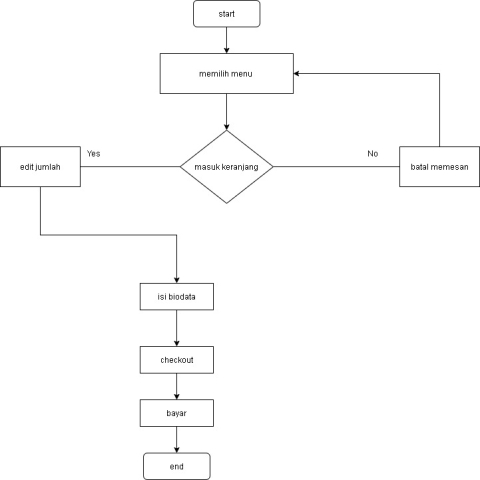 start
memilih menu
Yes
No
edit jumlah
masuk keranjang
batal memesan
isi biodata
checkout
bayar
end